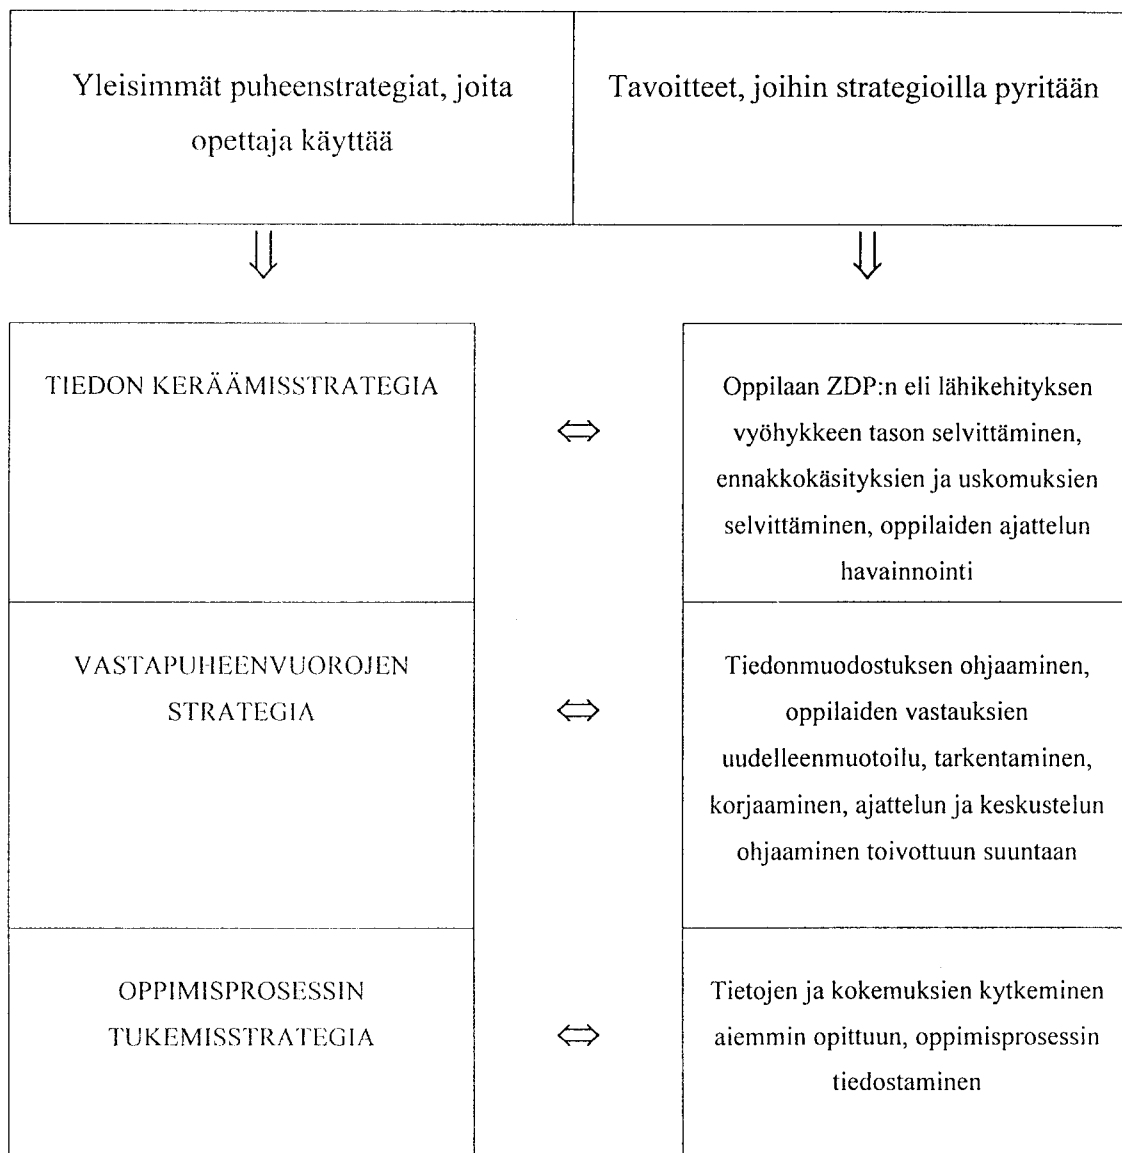 Yleisimmät puheenstrategiat, joita
opettaja käyttää
Tavoitteet, joihin strategioilla pyritään
TIEDON KERÄÄMISSTRATEGIA
Oppilaan ZDP:n eli lähikehityksen
vyöhykkeen tason selvittäminen,
ennakkokäsityksien ja uskomuksien
selvittäminen, oppilaiden ajattelun
havainnointi
VASTAPUHEENVUOROJEN
STRATEGIA
Tiedonmuodostuksen ohjaaminen,
oppilaiden vastauksien
uudelleenmuotoilu, tarkentaminen,
korjaaminen, ajattelun ja keskustelun
ohjaaminen toivottuun suuntaan
OPPIMISPROSESSIN
TUKEMISSTRATEGIA
Tietojen ja kokemuksien kytkeminen
aiemmin opittuun, oppimisprosessin
tiedostaminen